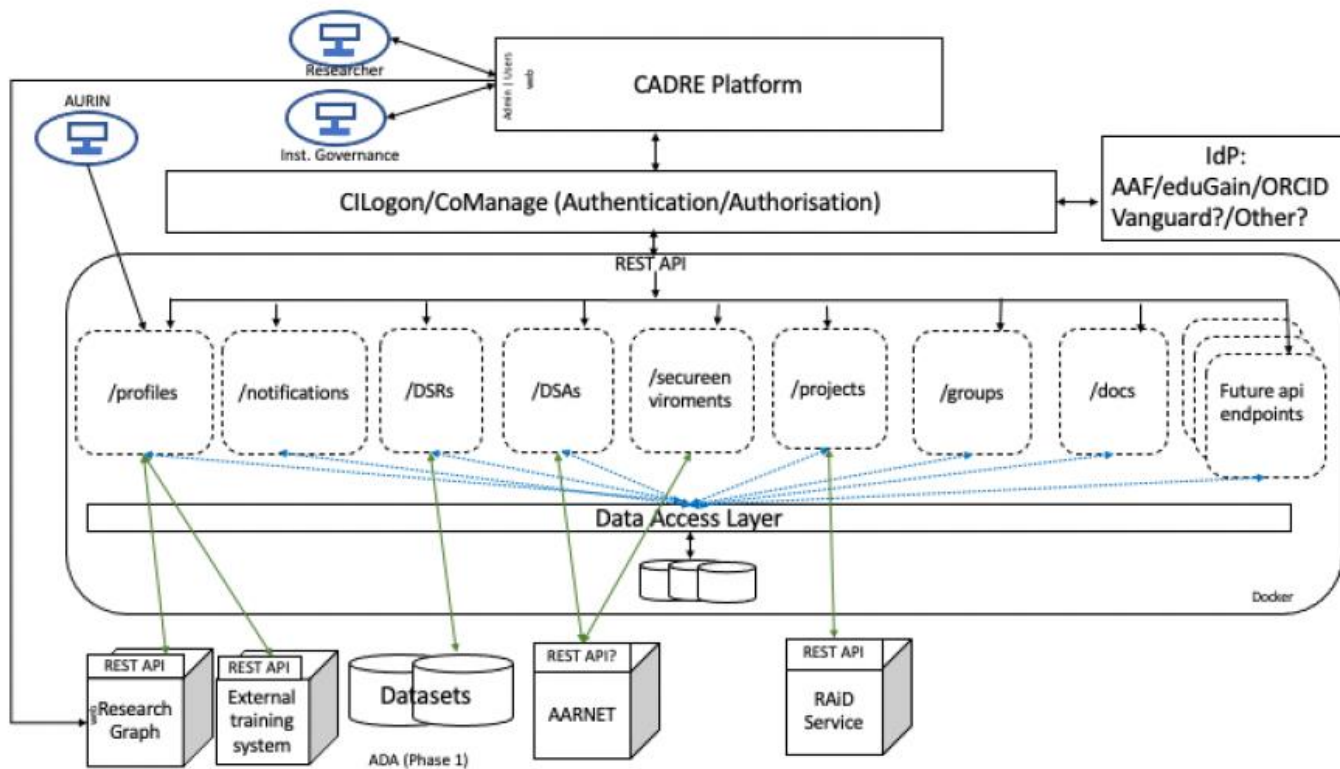 Researcher
Admin | Users
web
CADRE Platform
AURIN
Inst. Governance
IdP:
AAF/eduGain/ORCID
Vanguard?/Other?
CILogon/CoManage (Authentication/Authorisation)
REST API
/profiles
/notifications
/DSRs
/DSAs
/secureen
viroments
/projects
/groups
/docs
Future api
endpoints
Data Access Layer
Docker
REST API
web
Research
Graph
REST API
External
training
system
Datasets
ADA (Phase 1)
REST API?
AARNET
REST API
RAiD
Service